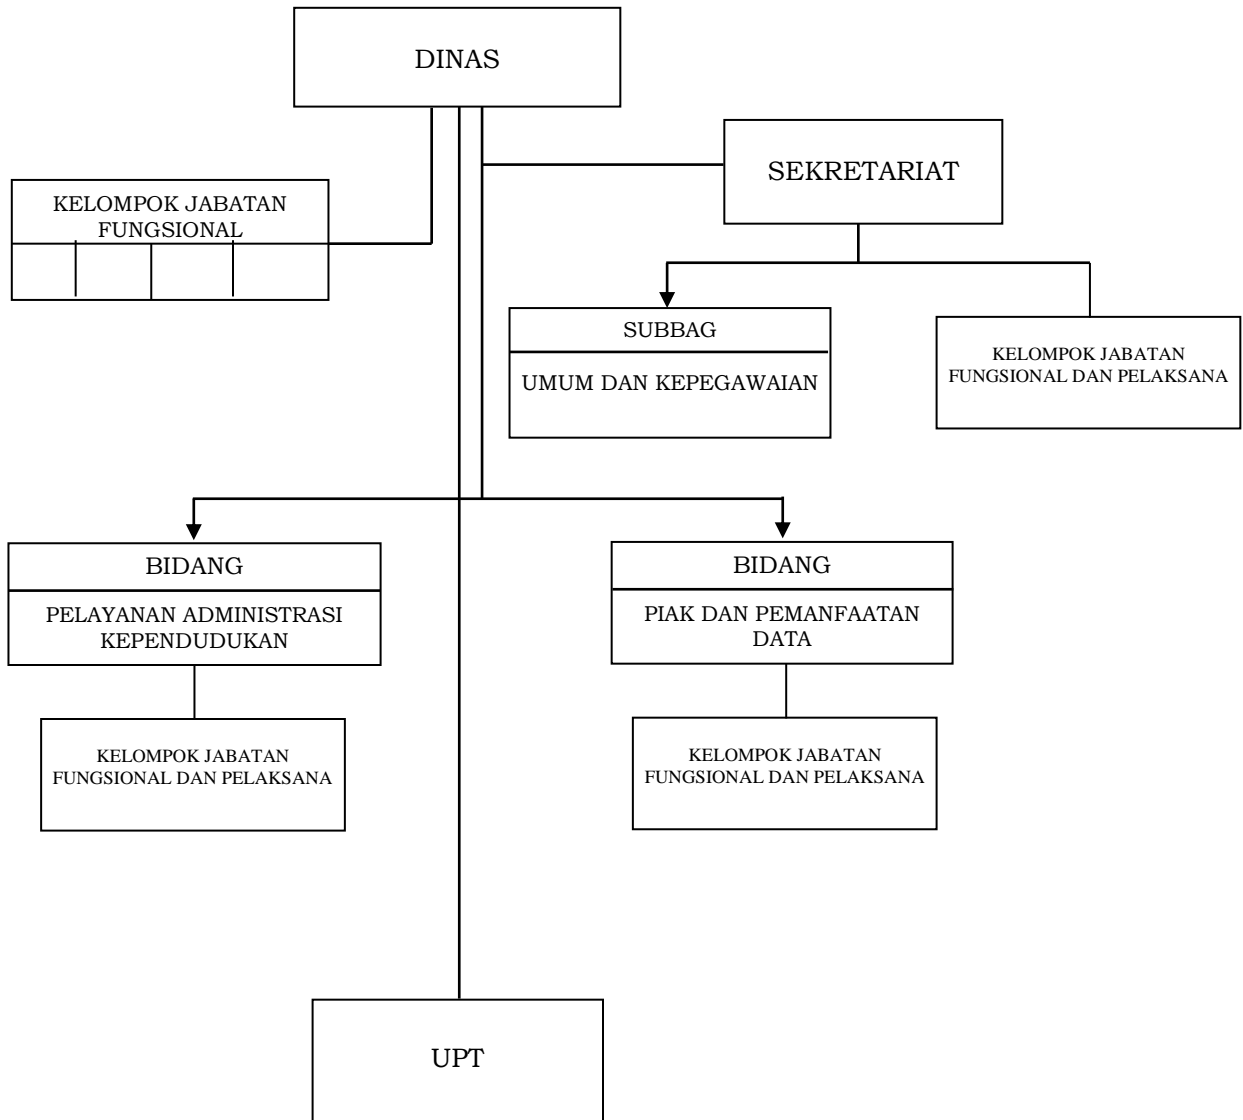 DINAS
SEKRETARIAT
KELOMPOK JABATAN
FUNGSIONAL
SUBBAG
UMUM DAN KEPEGAWAIAN
KELOMPOK JABATAN
FUNGSIONAL DAN PELAKSANA
BIDANG
PELAYANAN ADMINISTRASI
KEPENDUDUKAN
BIDANG
PIAK DAN PEMANFAATAN
DATA
KELOMPOK JABATAN
FUNGSIONAL DAN PELAKSANA
KELOMPOK JABATAN
FUNGSIONAL DAN PELAKSANA
UPT